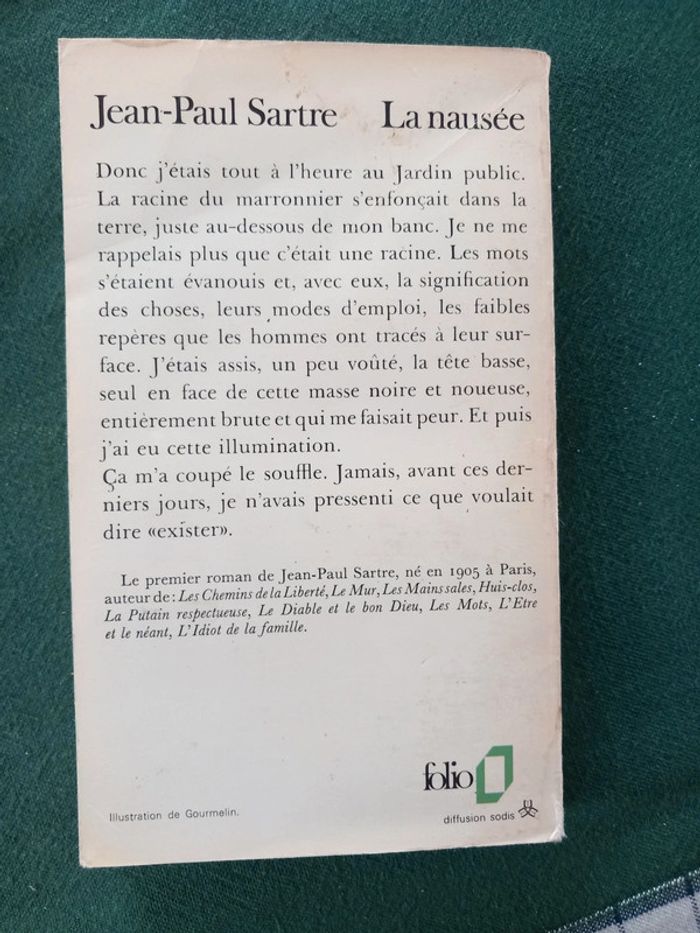 Jean-Paul Sartre La nausée
Donc j'étais tout à l'heure au Jardin public.
La racine du marronnier s'enfonçait dans la
terre, juste au-dessous de mon banc. Je ne me
rappelais plus que c'était une racine. Les mots
s'étaient évanouis et, avec eux, la signification
des choses, leurs modes d'emploi, les faibles
repères que les hommes ont tracés à leur sur-
face. J'étais assis, un peu voûté, la tête basse,
seul en face de cette masse noire et noueuse,
entièrement brute et qui me faisait peur. Et puis
j'ai eu cette illumination.
Ça m'a coupé le souffle. Jamais, avant ces der-
niers jours, je n'avais pressenti ce que voulait
dire «exister».
Le premier roman de Jean-Paul Sartre, né en 1905 à Paris,
auteur de: Les Chemins de la Liberté, Le Mur, Les Mains sales, Huis-clos,
La Putain respectueuse, Le Diable et le bon Dieu, Les Mots, L'Etre
et le néant, L'Idiot de la famille.
folio
Illustration de Gourmelin.
diffusion sodis